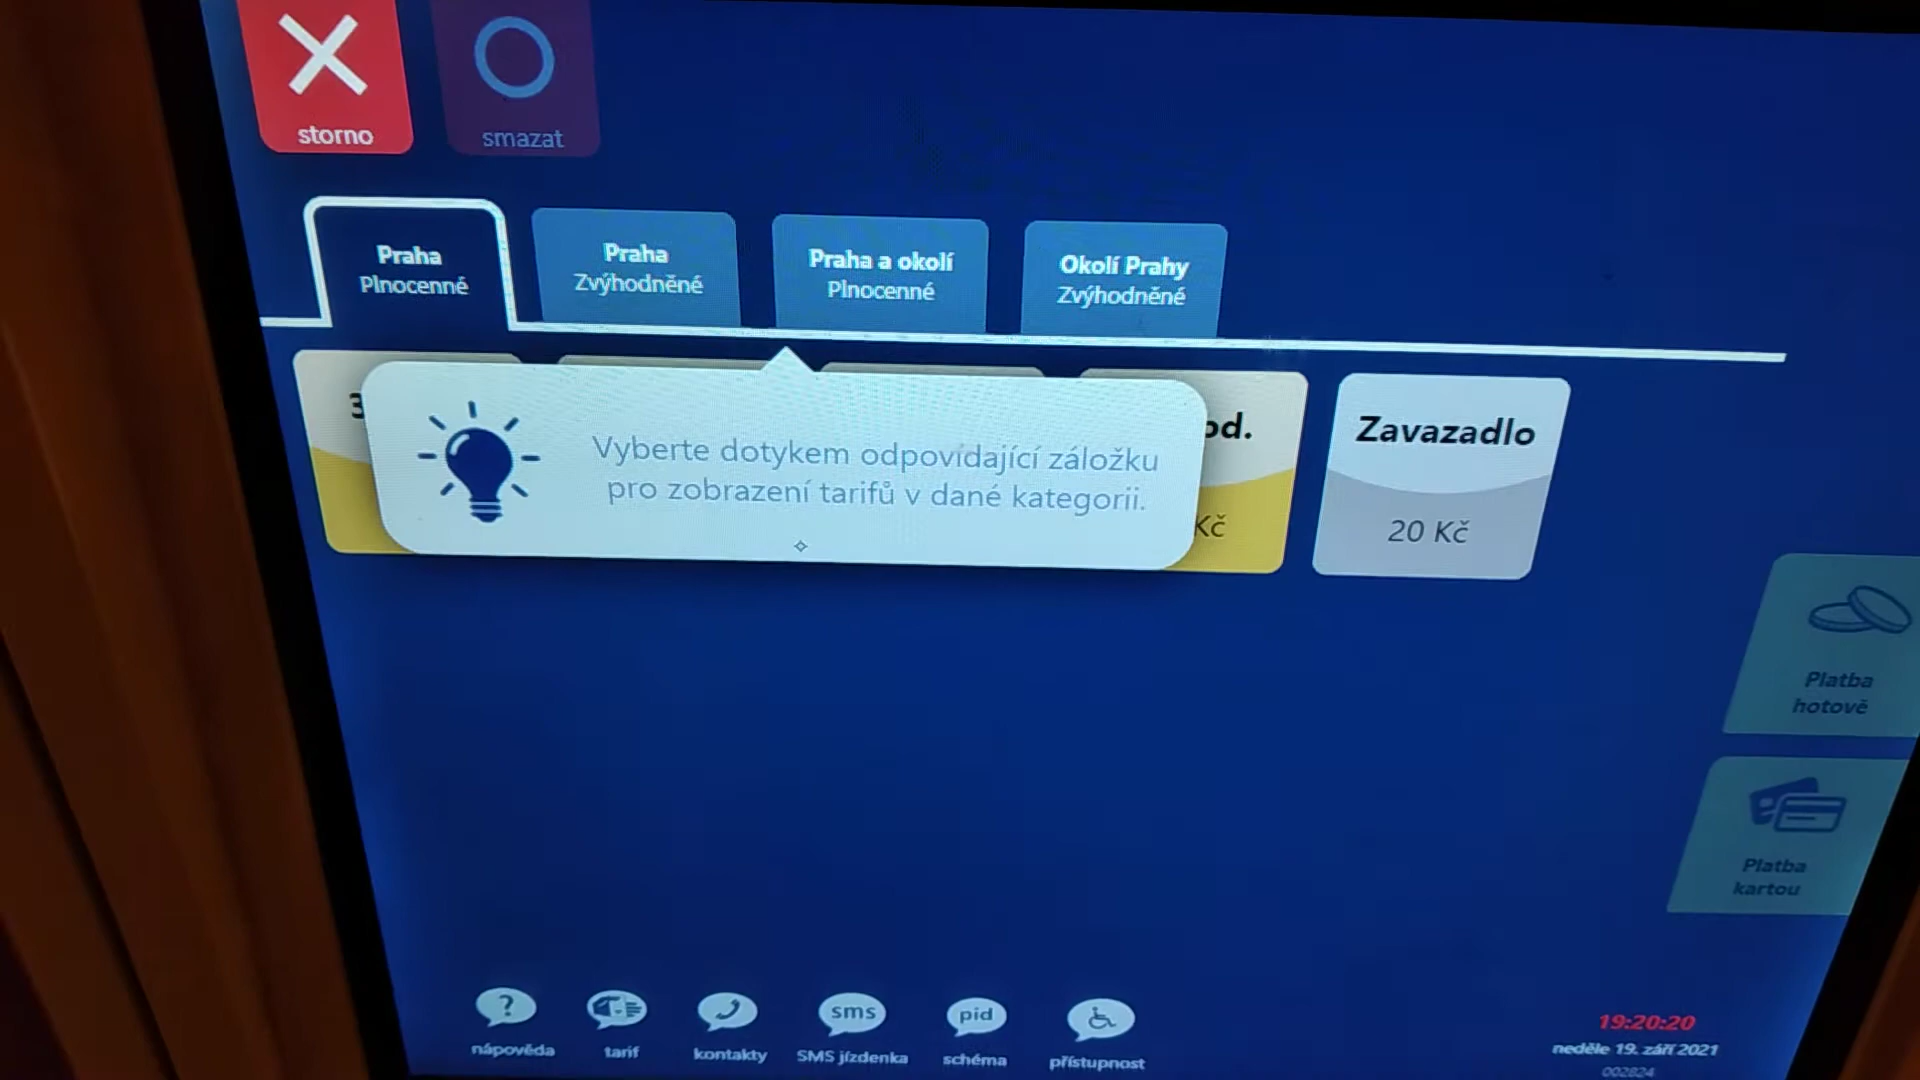 storno
smazat
Praha
Plnocenné
Praha
Zvýhodněné
Praha a okolí
Plnocenné
Okolí Prahy
Zvýhodněné
Vyberte dotykem odpovídající záložku
pro zobrazení tarifů v dané kategorii.
Kč
Zavazadlo
20 Kč
Platba
hotově
Platba
kartou
?
nápověda
tarif
kontakty
sms
SMS jízdenka
pid
schéma
přístupnost
19:20:20
neděle 19. září 2021
002824